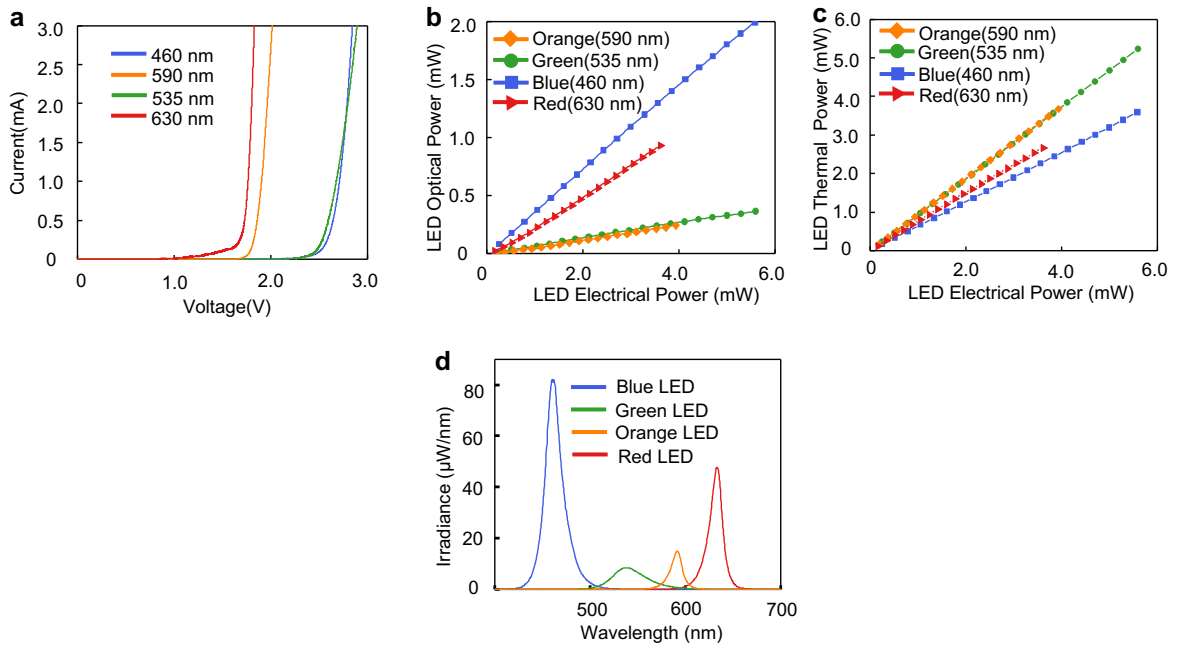 a
3.0
2.0
1.0
0.5
0
0
1.0
2.0
3.0
Current(mA)
Voltage(V)
460 nm
590 nm
535 nm
630 nm
b
2.0
1.5
1.0
0.5
0
0
2.0
4.0
6.0
LED Optical Power (mW)
LED Electrical Power (mW)
Orange(590 nm)
Green(535 nm)
Blue(460 nm)
Red(630 nm)
c
6.0
5.0
4.0
3.0
2.0
1.0
0
0
2.0
4.0
6.0
LED Thermal Power (mW)
LED Electrical Power (mW)
Orange(590 nm)
Green(535 nm)
Blue(460 nm)
Red(630 nm)
d
80
60
40
20
0
500
600
700
Irradiance (μW/nm)
Wavelength (nm)
Blue LED
Green LED
Orange LED
Red LED